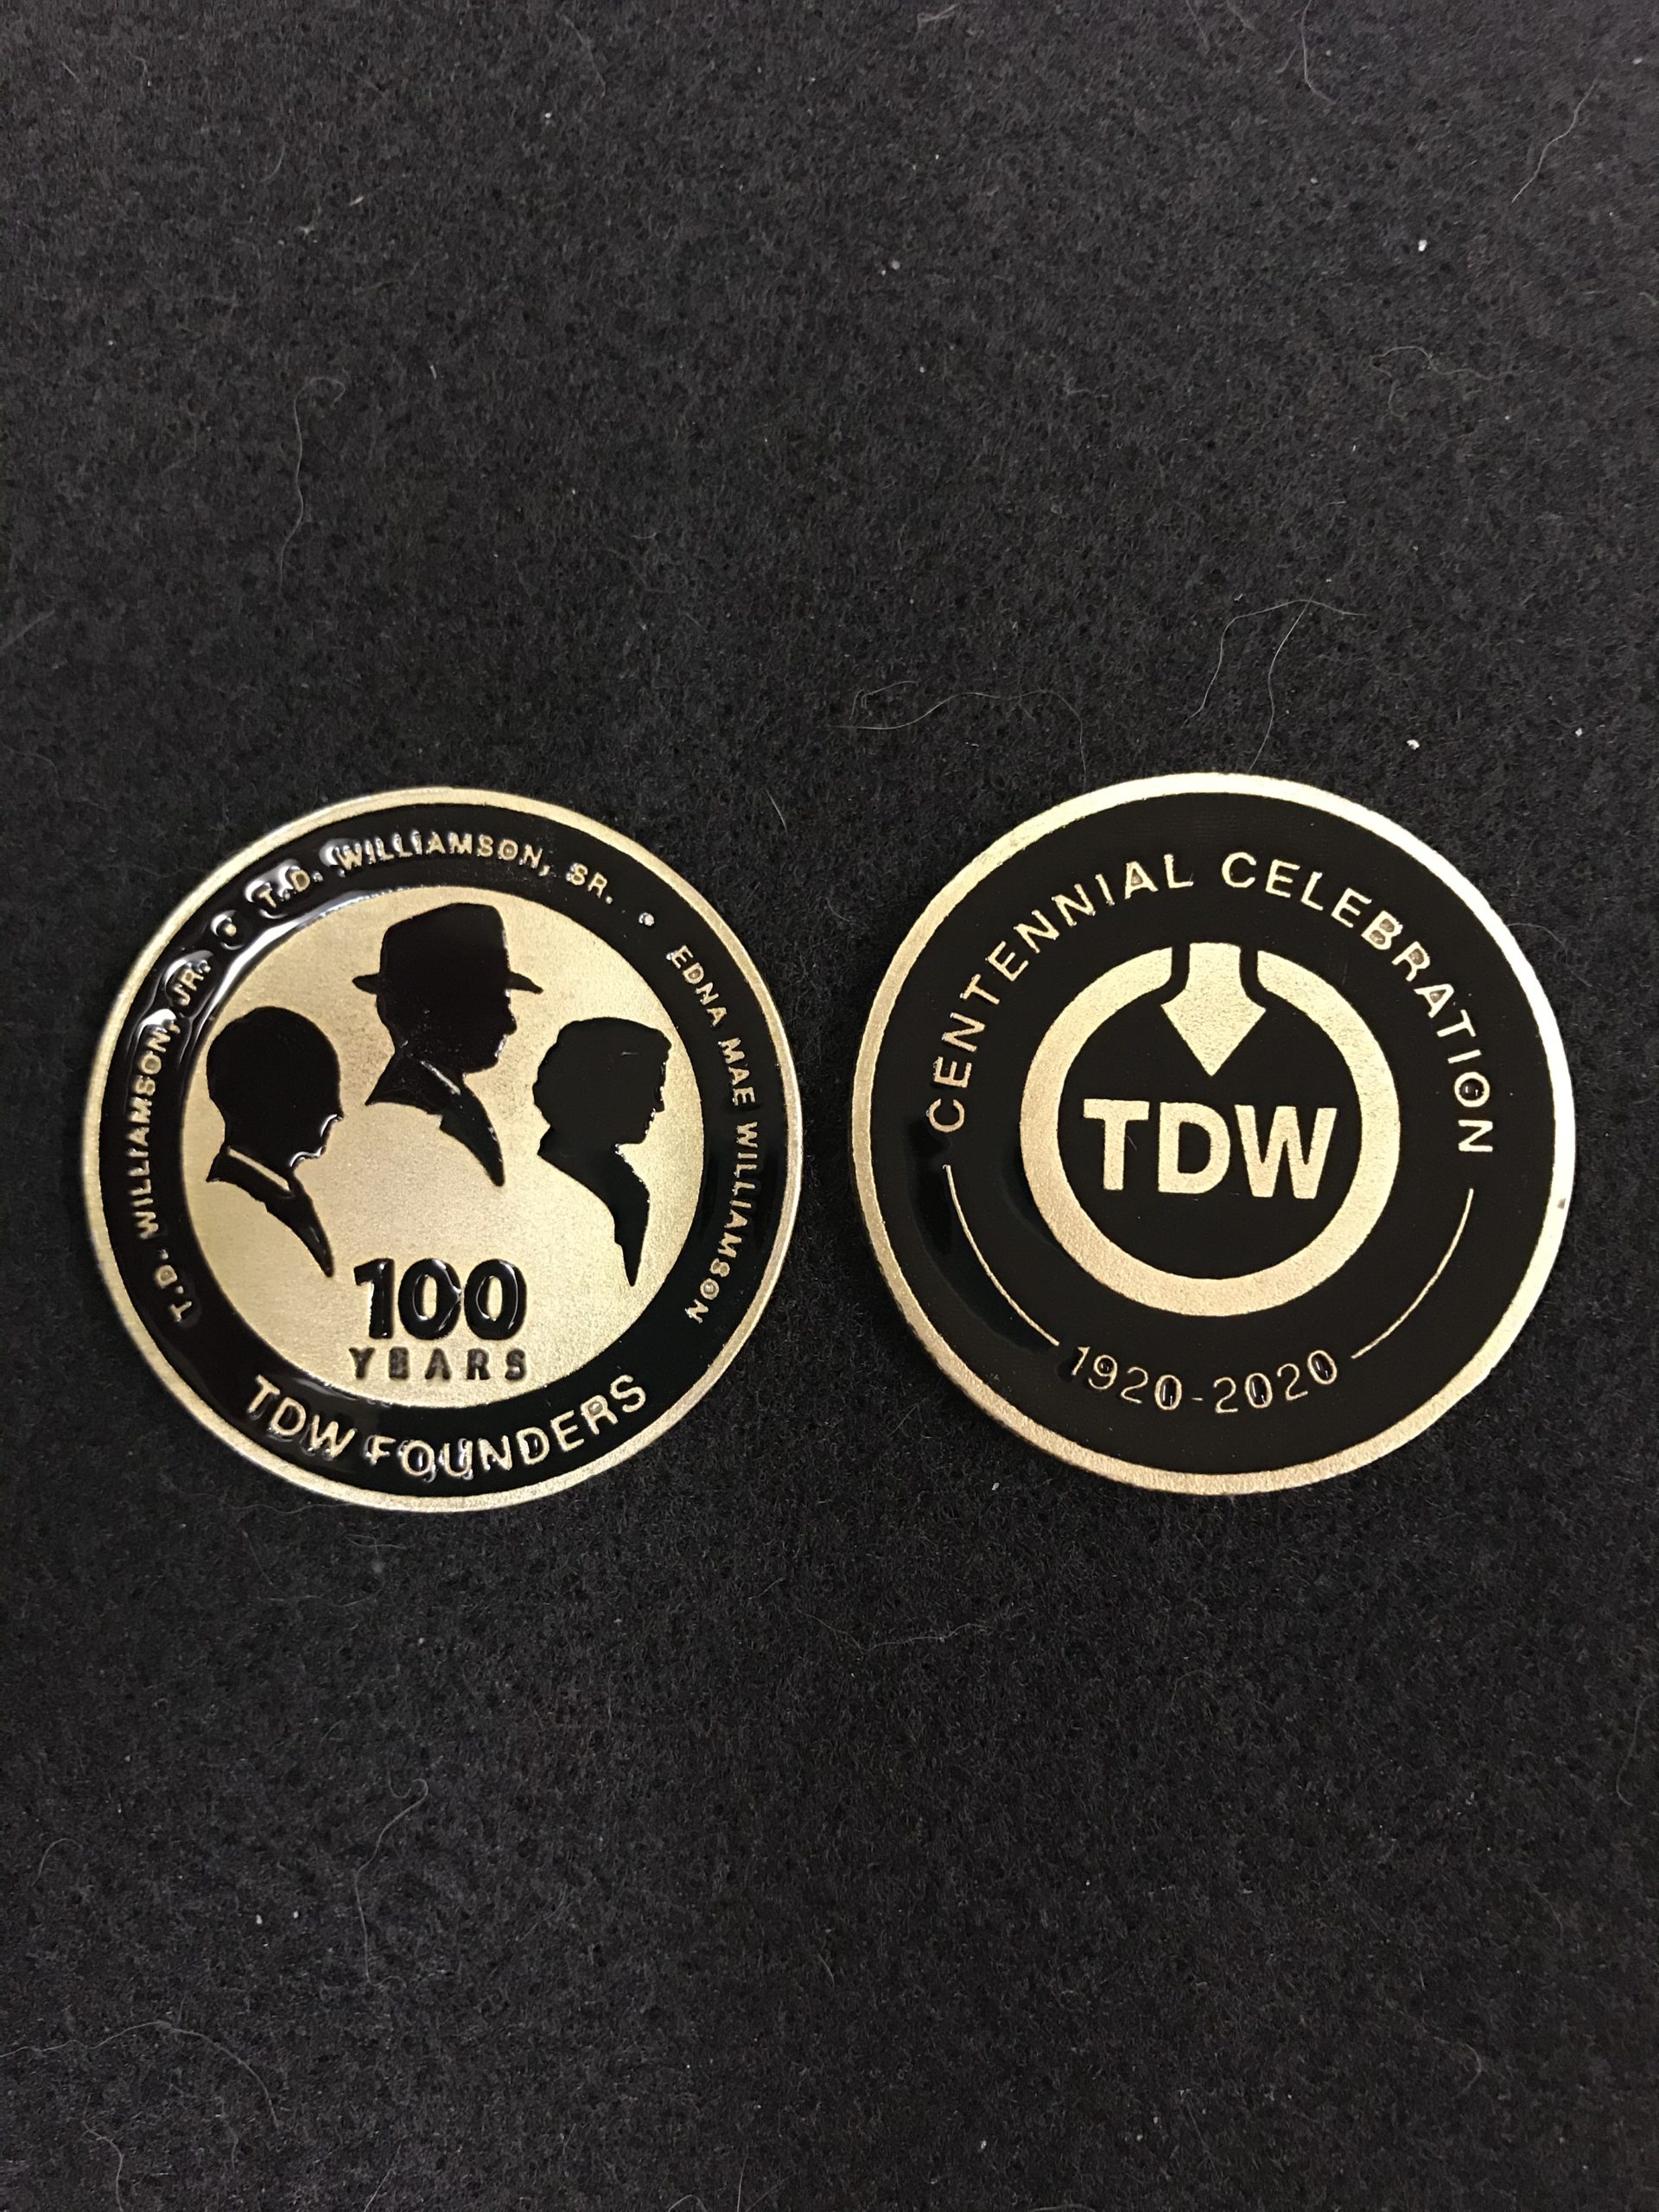 T.D. WILLIAMSON, JR. • T.D. WILLIAMSON, SR. • EDNA MAE WILLIAMSON
100
YEARS
TDW FOUNDERS
CENTENNIAL CELEBRATION
TDW
1920-2020